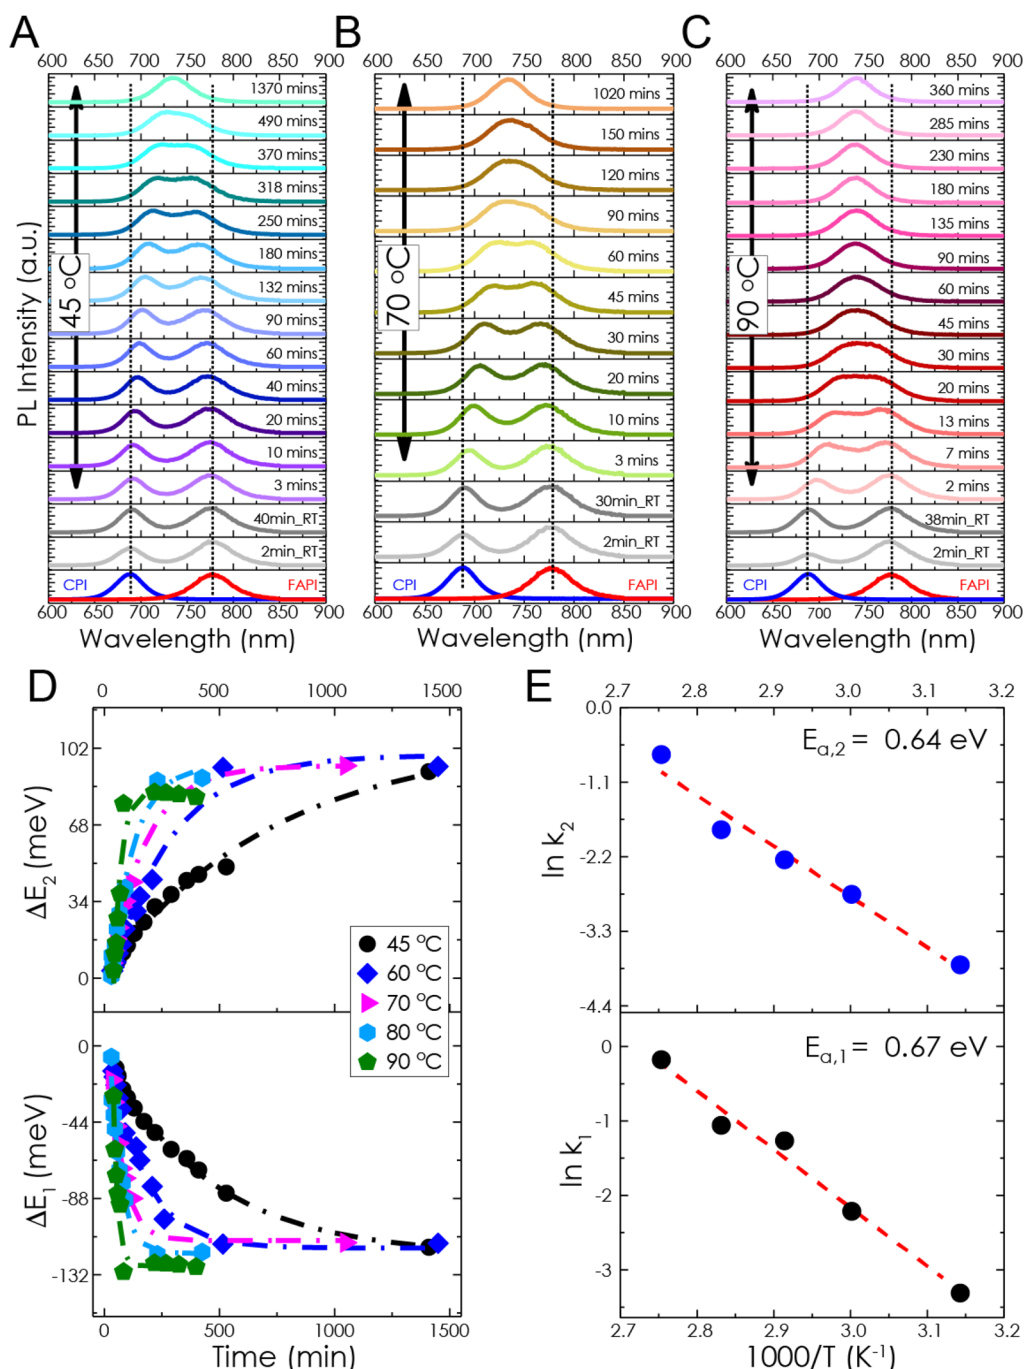 A
B
C
600 650 700 750 800 850 900
600 650 700 750 800 850 900
600 650 700 750 800 850 900
PL Intensity (a.u.)
45 °C
1370 mins
490 mins
370 mins
318 mins
250 mins
180 mins
132 mins
90 mins
60 mins
40 mins
20 mins
10 mins
3 mins
40min_RT
2min_RT
CPI
FAPI
600 650 700 750 800 850 900
Wavelength (nm)
70 °C
1020 mins
150 mins
120 mins
90 mins
60 mins
45 mins
30 mins
20 mins
10 mins
3 mins
30min_RT
2min_RT
CPI
FAPI
600 650 700 750 800 850 900
Wavelength (nm)
90 °C
360 mins
285 mins
230 mins
180 mins
135 mins
90 mins
60 mins
45 mins
30 mins
20 mins
13 mins
7 mins
2 mins
38min_RT
2min_RT
CPI
FAPI
600 650 700 750 800 850 900
Wavelength (nm)
D
0 500 1000 1500
ΔE2 (meV)
102
68
34
0
45 °C
60 °C
70 °C
80 °C
90 °C
ΔE1 (meV)
0
-44
-88
-132
0 500 1000 1500
Time (min)
E
2.7 2.8 2.9 3.0 3.1 3.2
ln k2
0.0
-1.1
-2.2
-3.3
-4.4
Ea,2 = 0.64 eV
ln k1
0
-1
-2
-3
Ea,1 = 0.67 eV
2.7 2.8 2.9 3.0 3.1 3.2
1000/T (K-1)